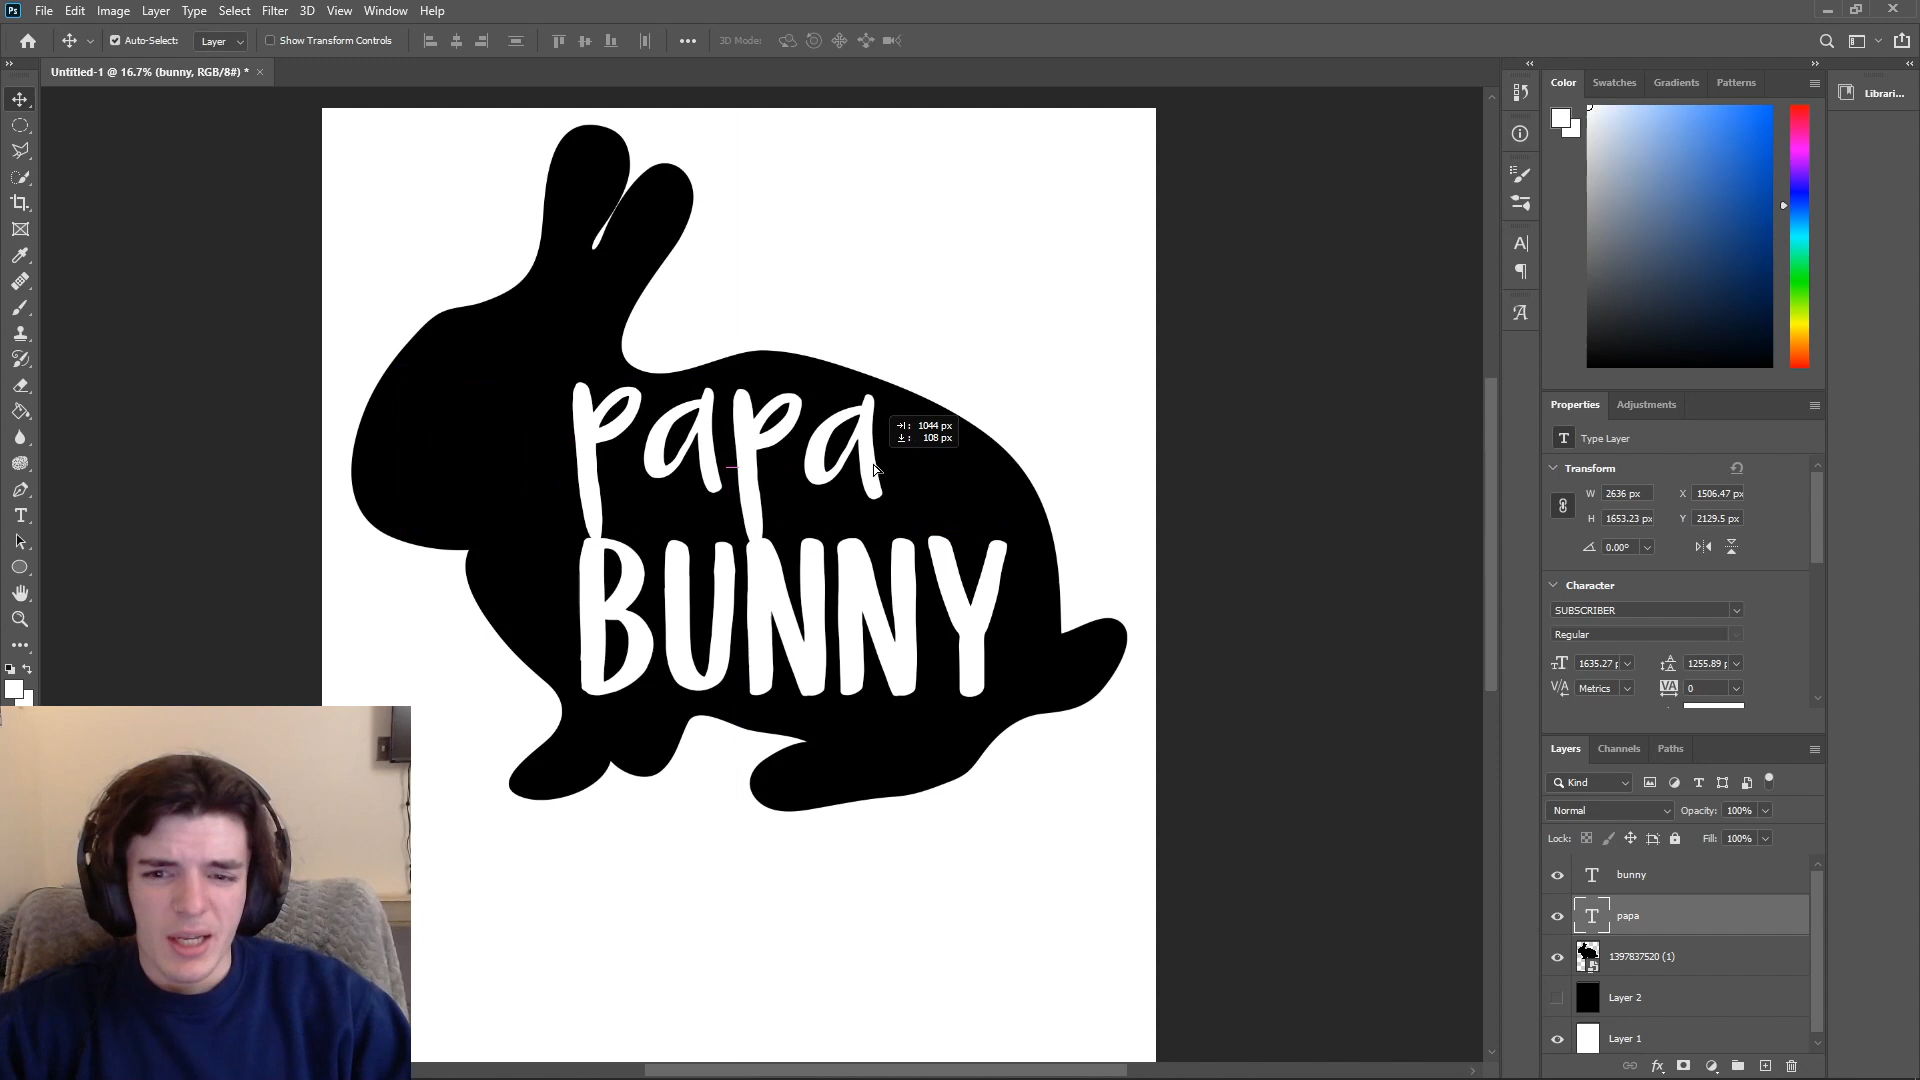 Ps File Edit Image Layer Type Select Filter 3D View Window Help
Auto-Select: Layer Show Transform Controls 3D Mode:
Untitled-1 @ 16.7% (bunny, RGB/8#) * ×
Color Swatches Gradients Patterns
Librari...
papa
BUNNY
1044 px
108 px
Properties Adjustments
T Type Layer
Transform
W 2636 px X 1506.47 px
H 1653.23 px Y 2129.5 px
0.00°
Character
SUBSCRIBER
Regular
1635.27 1255.89
V/A Metrics VA 0
Layers Channels Paths
Kind
Normal Opacity: 100%
Lock: Fill: 100%
T bunny
T papa
1397837520 (1)
Layer 2
Layer 1
fx